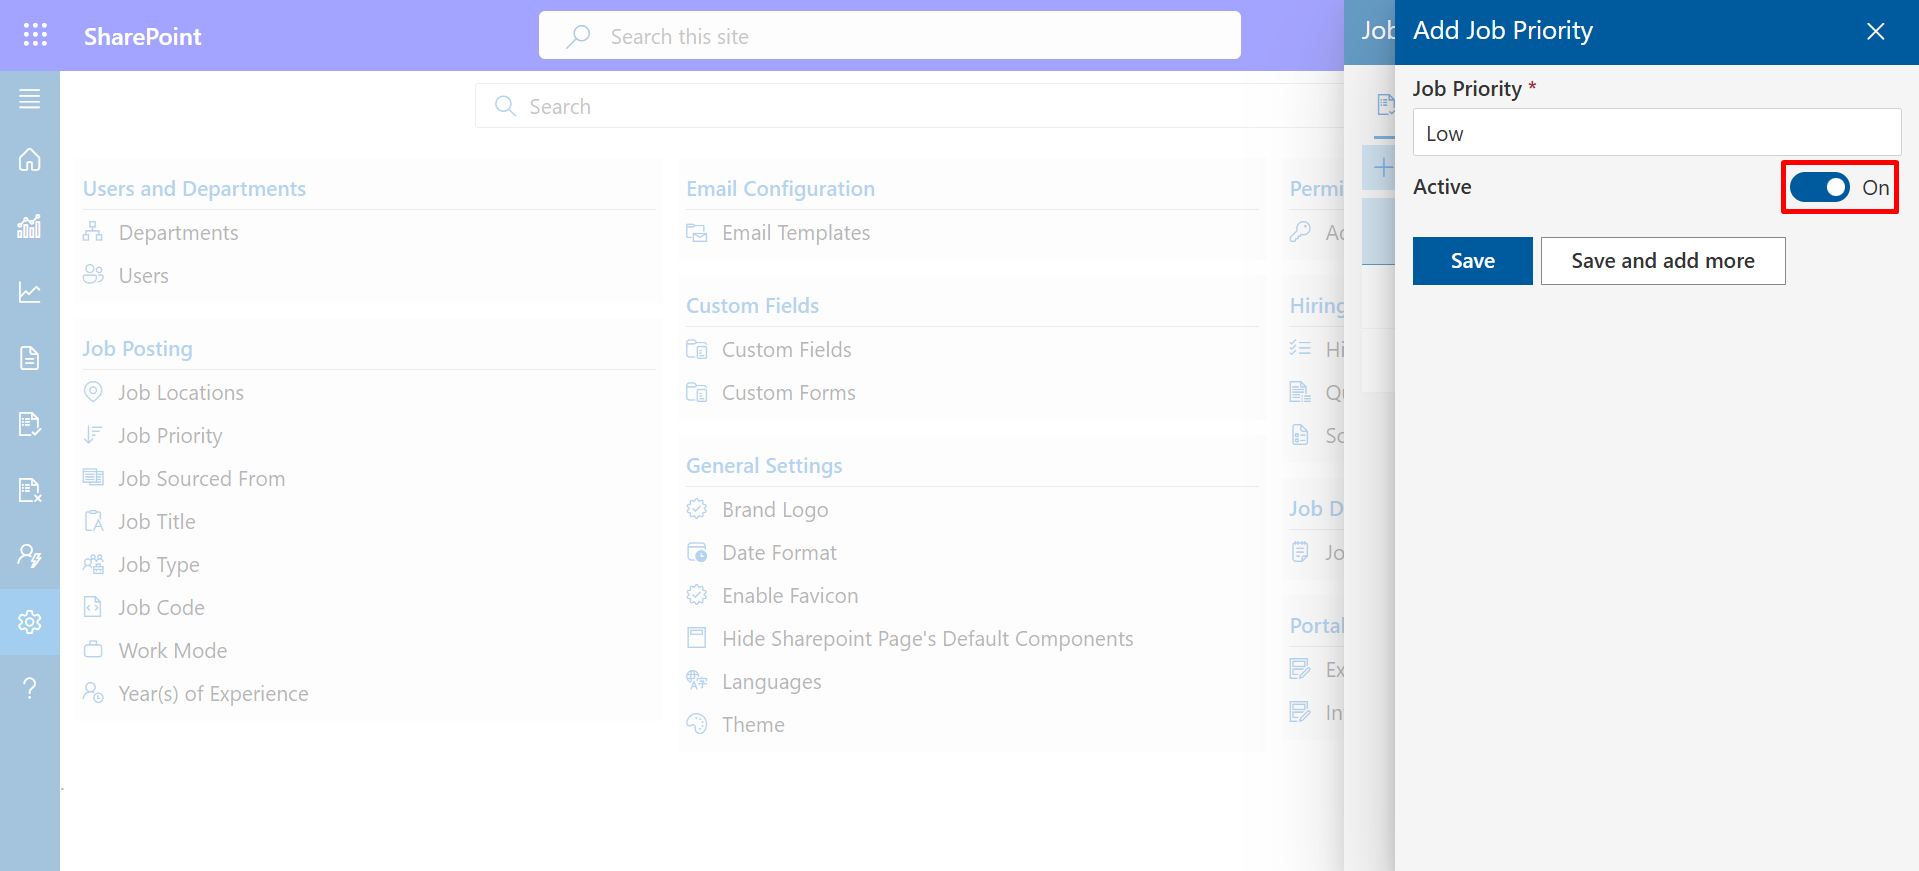 SharePoint
Search this site
Search
Users and Departments
Departments
Users
Job Posting
Job Locations
Job Priority
Job Sourced From
Job Title
Job Type
Job Code
Work Mode
Year(s) of Experience
Email Configuration
Email Templates
Custom Fields
Custom Fields
Custom Forms
General Settings
Brand Logo
Date Format
Enable Favicon
Hide Sharepoint Page's Default Components
Languages
Theme
Permi
Ac
Hiring
Hi
Qu
Sc
Job D
Jo
Portal
Ex
In
Job
Add Job Priority
Job Priority *
Low
Active
On
Save
Save and add more